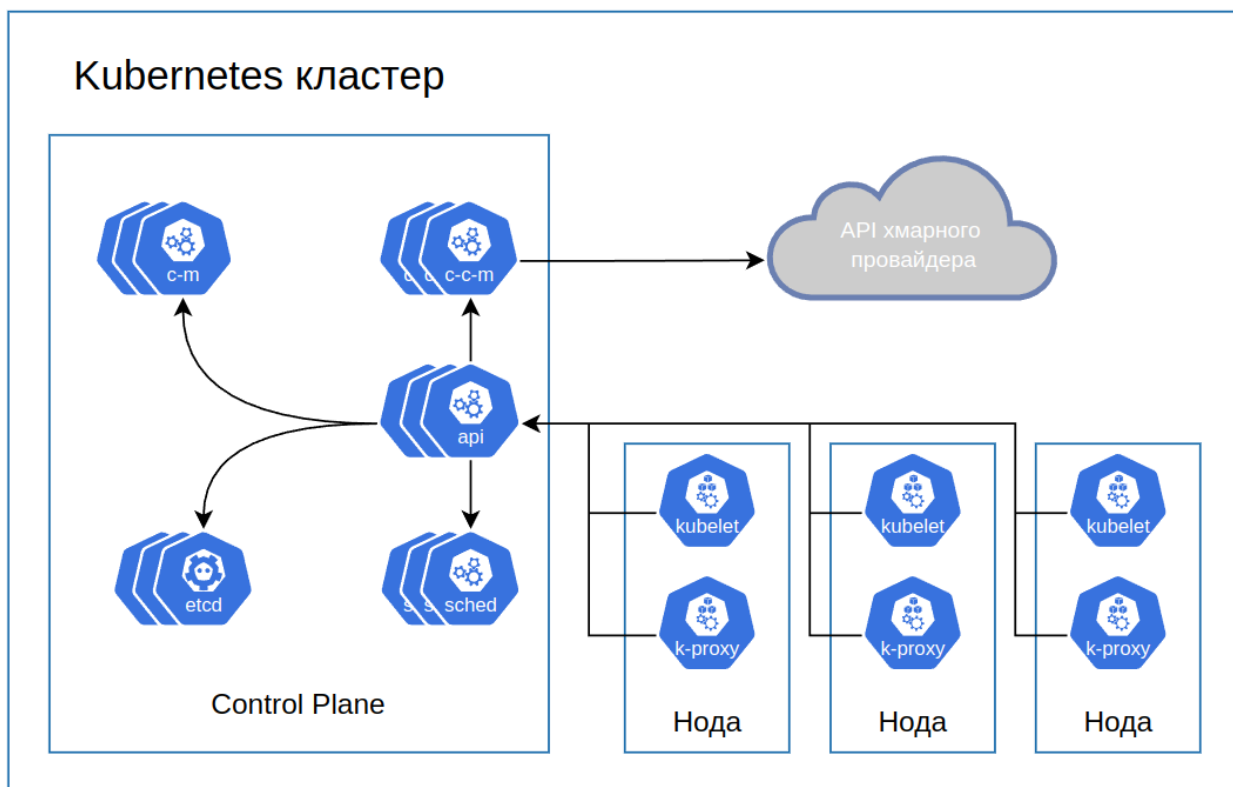 Kubernetes кластер
c-m
c
c
c-c-m
API хмарного
провайдера
api
kubelet
kubelet
kubelet
etcd
s
s
sched
k-proxy
k-proxy
k-proxy
Control Plane
Нода
Нода
Нода